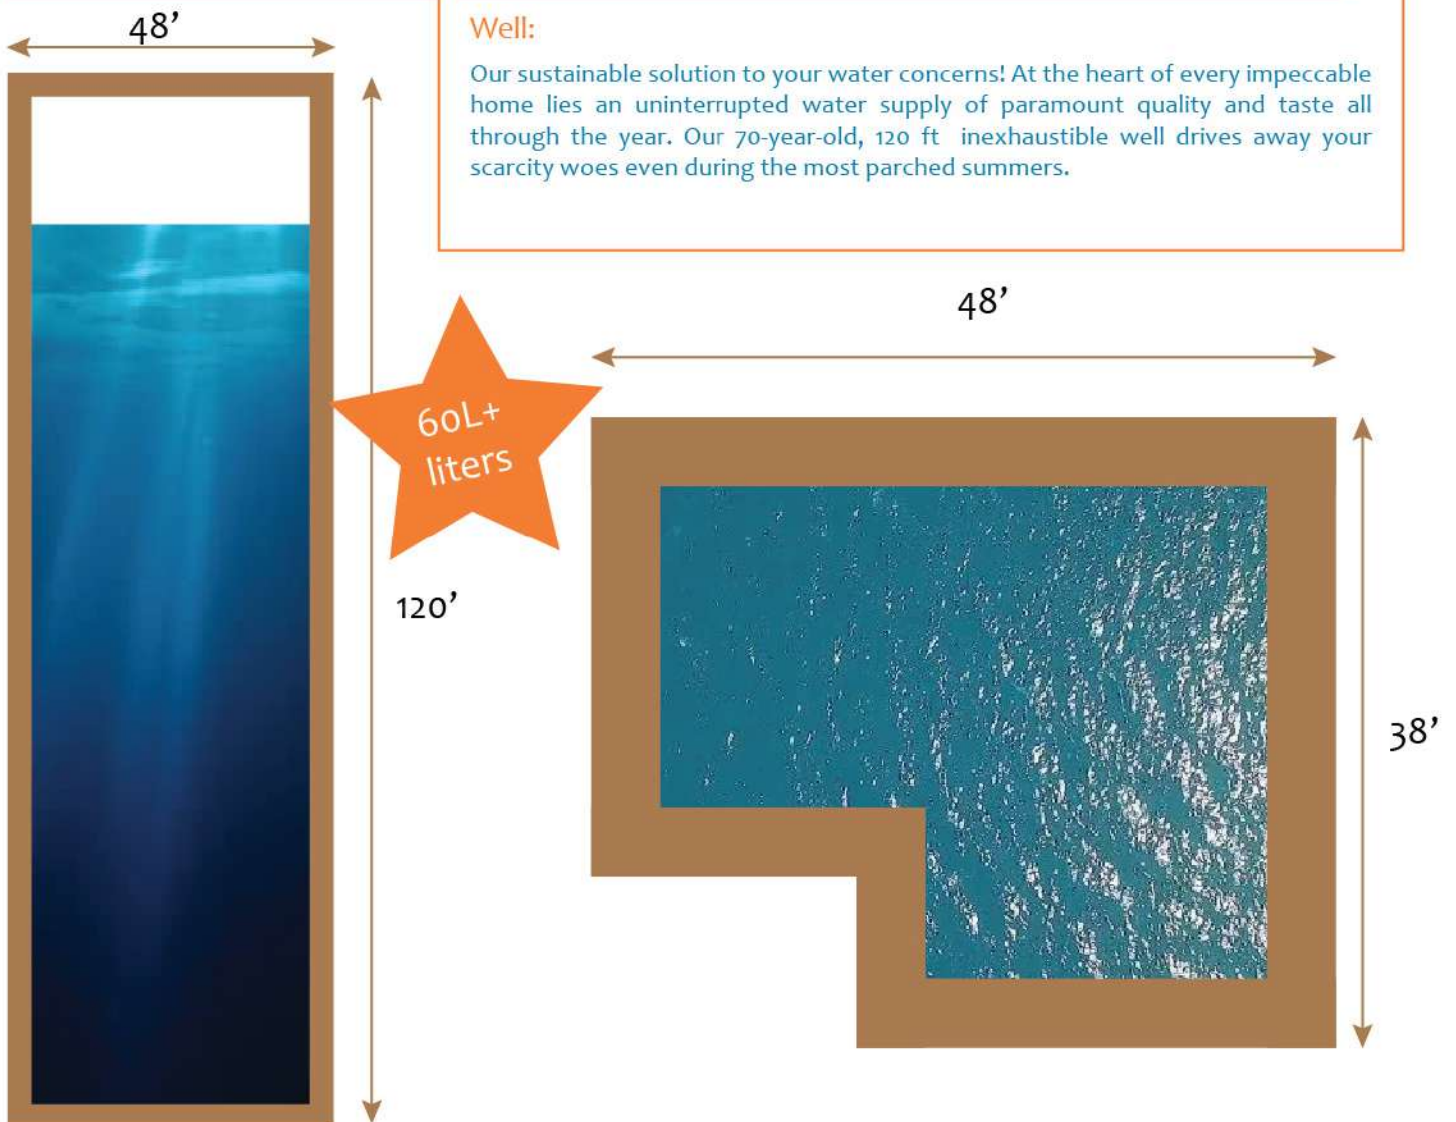 48’
Well:
Our sustainable solution to your water concerns! At the heart of every impeccable
home lies an uninterrupted water supply of paramount quality and taste all
through the year. Our 70-year-old, 120 ft inexhaustible well drives away your
scarcity woes even during the most parched summers.
48’
60L+
liters
120’
38’